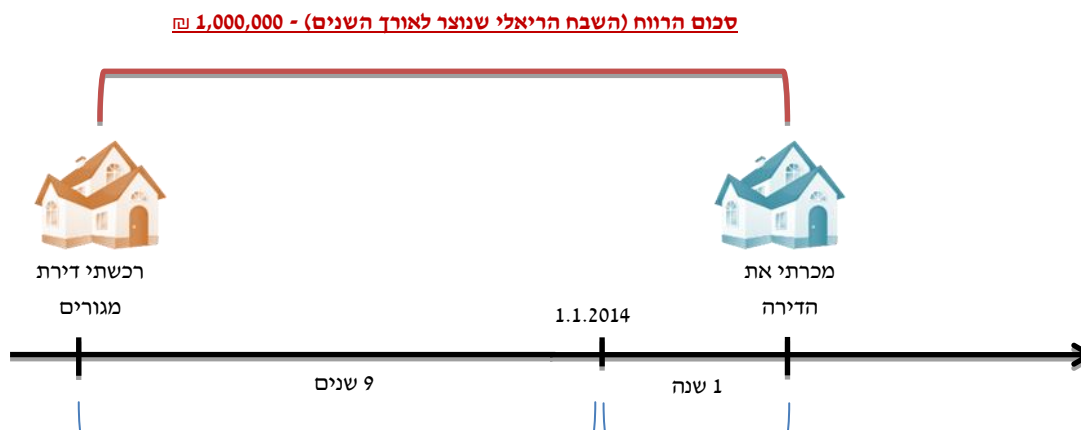 סכום הרווח (השבח הריאלי שנוצר לאורך השנים) - 1,000,000 ₪
רכשתי דירת
מגורים
מכרתי את
הדירה
1.1.2014
9 שנים
1 שנה